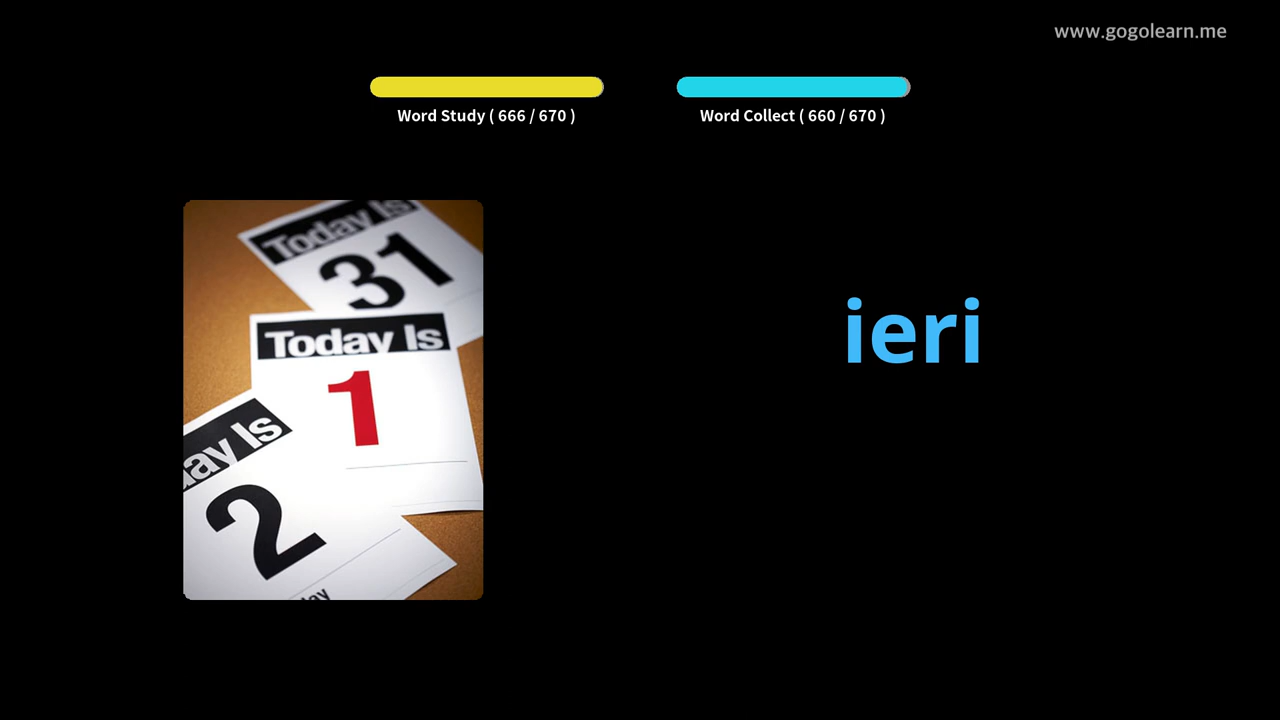 www.gogolearn.me
Word Study ( 666 / 670 )
Word Collect ( 660 / 670 )
Today Is
31
Today Is
1
ay Is
2
ay
ieri